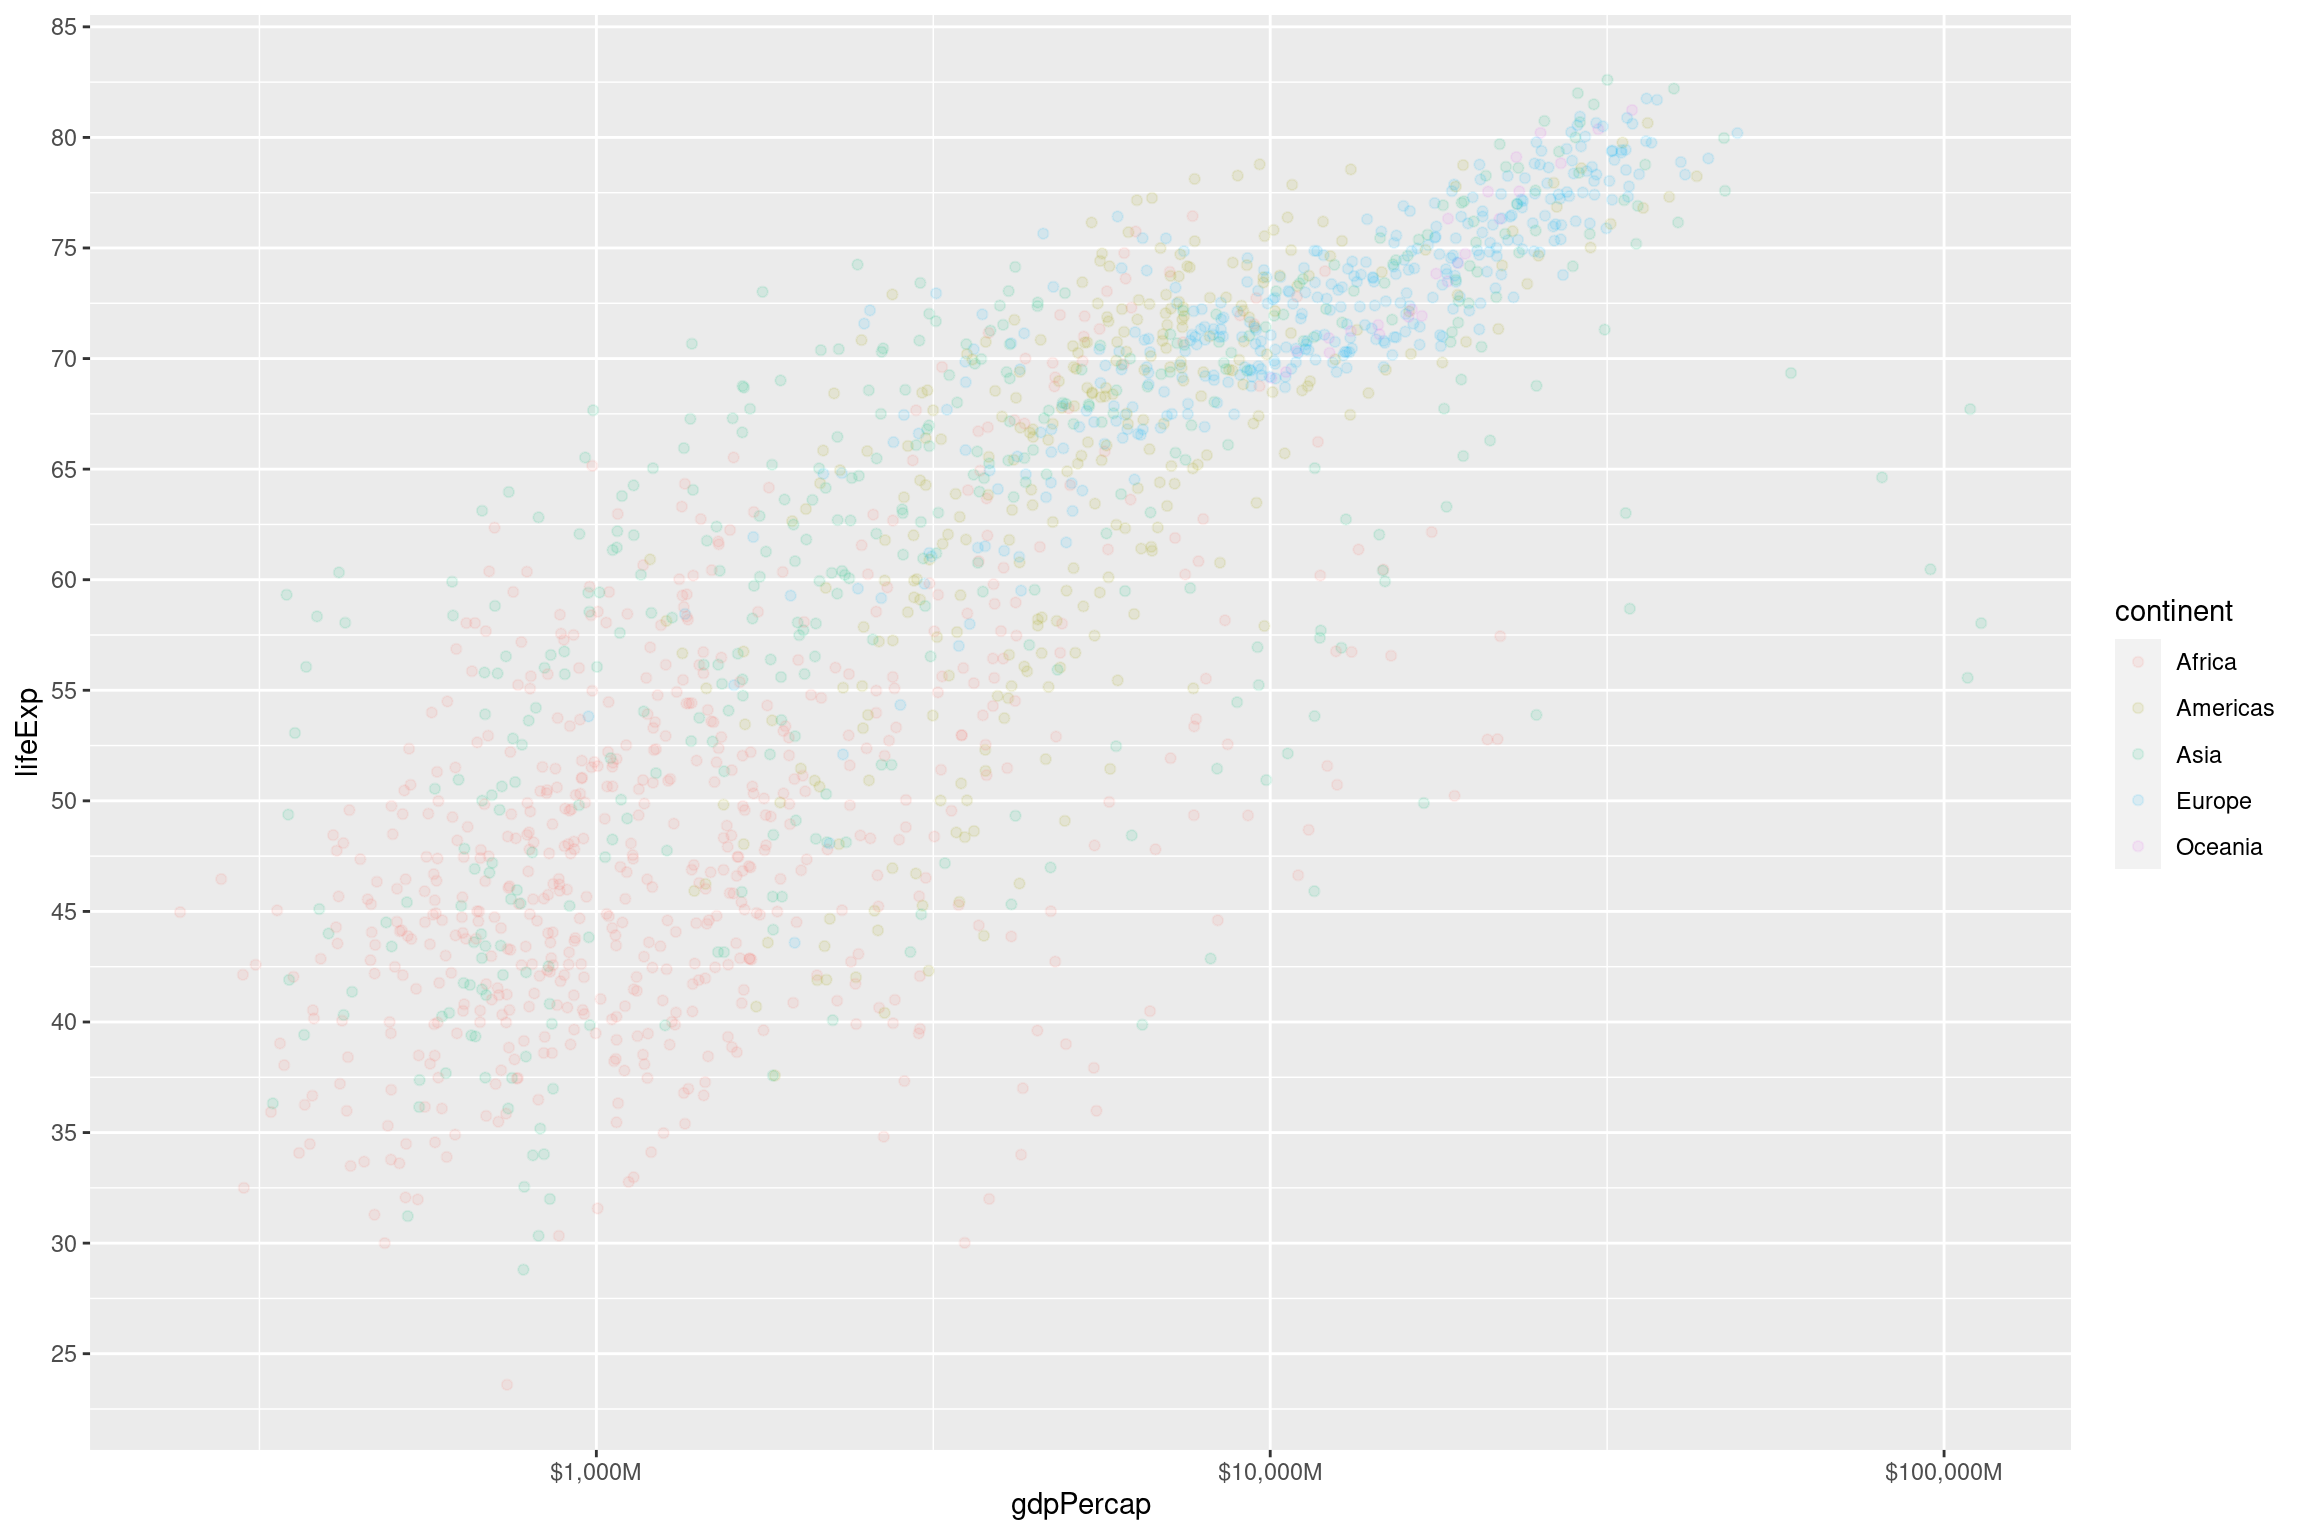 85
80
75
70
65
60
55
50
45
40
35
30
25
lifeExp
$1,000M
$10,000M
$100,000M
gdpPercap
continent
Africa
Americas
Asia
Europe
Oceania